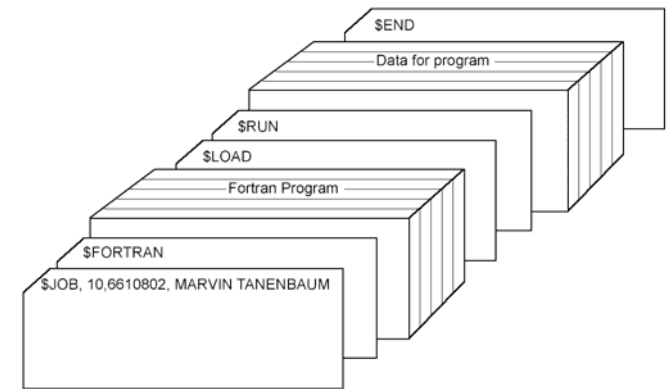 $END
Data for program
$RUN
$LOAD
Fortran Program
$FORTRAN
$JOB, 10,6610802, MARVIN TANENBAUM